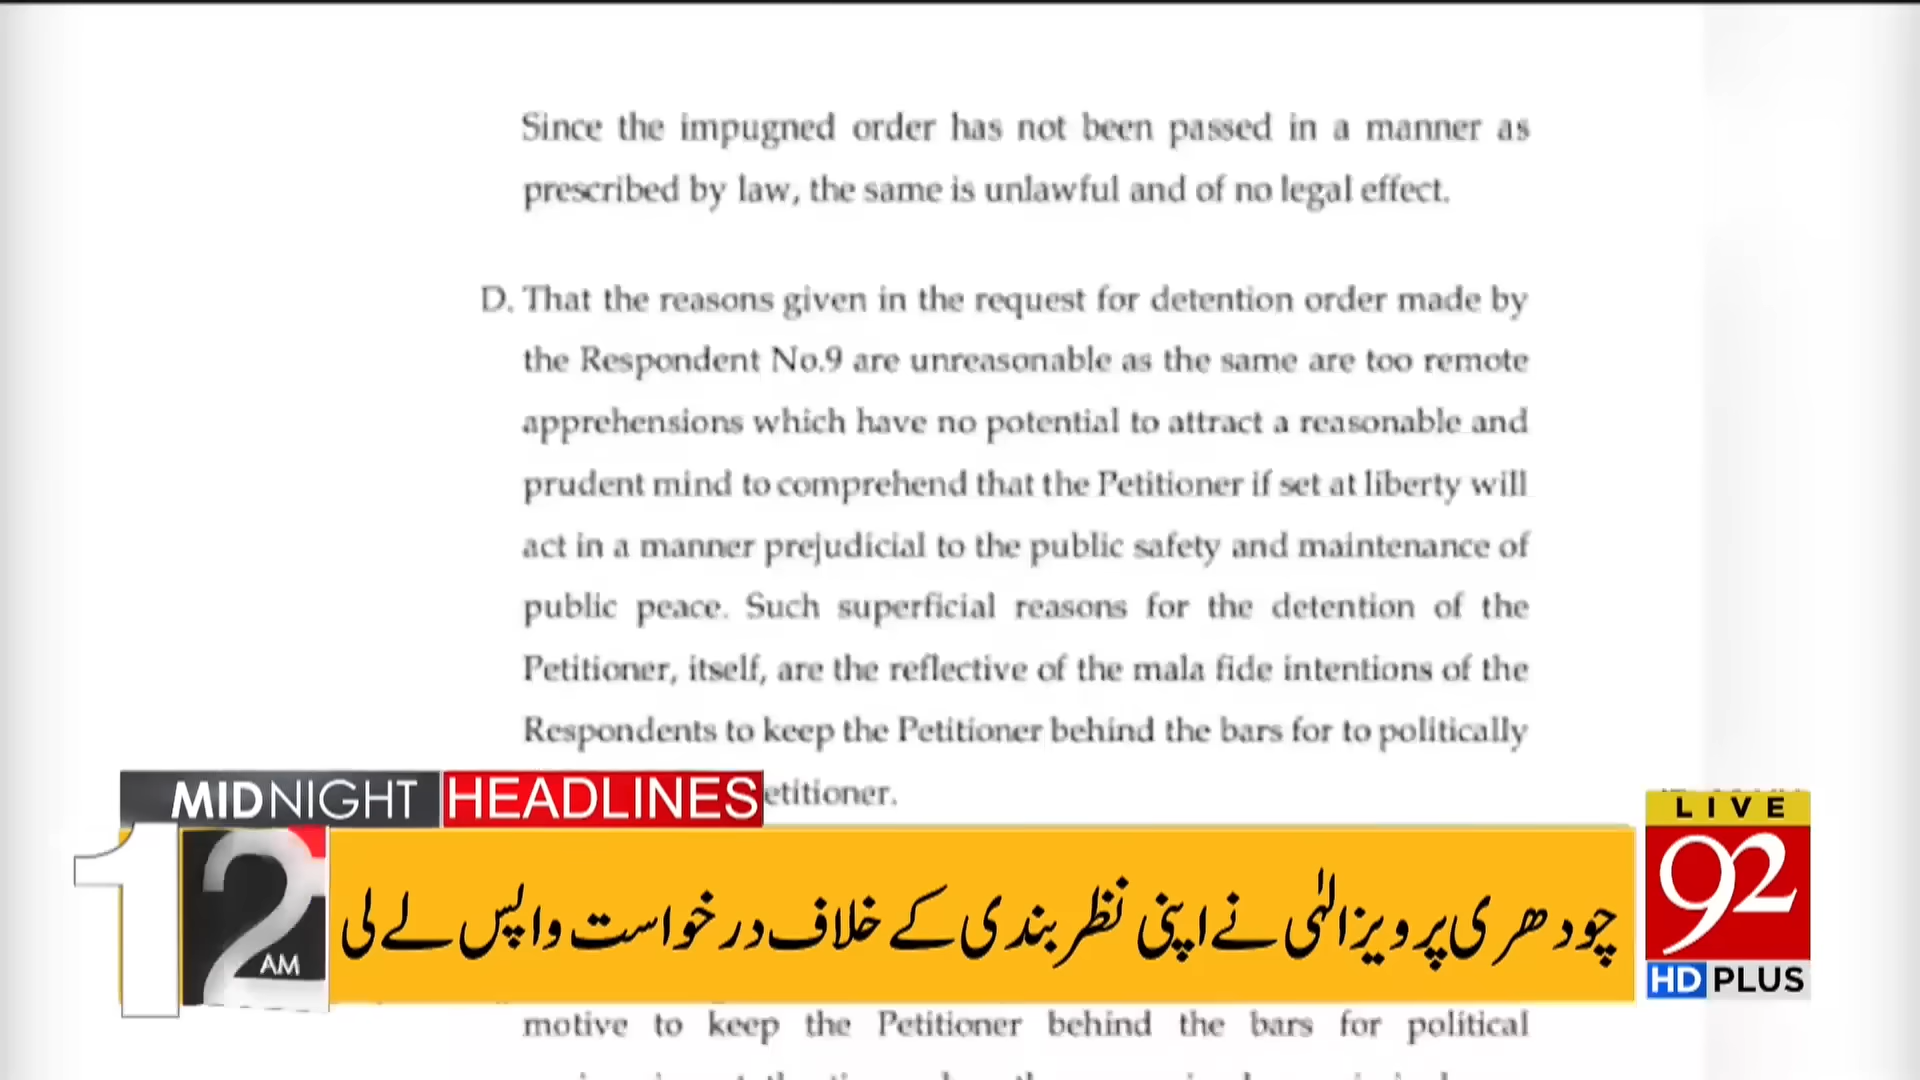 Since the impugned order has not been passed in a manner as
prescribed by law, the same is unlawful and of no legal effect.
D. That the reasons given in the request for detention order made by
the Respondent No.9 are unreasonable as the same are too remote
apprehensions which have no potential to attract a reasonable and
prudent mind to comprehend that the Petitioner if set at liberty will
act in a manner prejudicial to the public safety and maintenance of
public peace. Such superficial reasons for the detention of the
Petitioner, itself, are the reflective of the mala fide intentions of the
Respondents to keep the Petitioner behind the bars for to politically
etitioner.
MIDNIGHT HEADLINES
12 AM
چودھری پرویز الٰہی نے اپنی نظر بندی کے خلاف درخواست واپس لے لی
LIVE
92
HD PLUS
motive to keep the Petitioner behind the bars for political